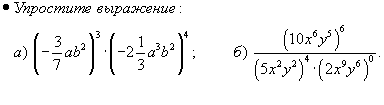 • Упростите выражение :
а) (-3/7 ab²)³ · (-2 1/3 a³b²)⁴ ; б) (10x⁶y⁵)⁶ / ((5x²y²)⁴ · (2x⁹y⁶)⁰) .